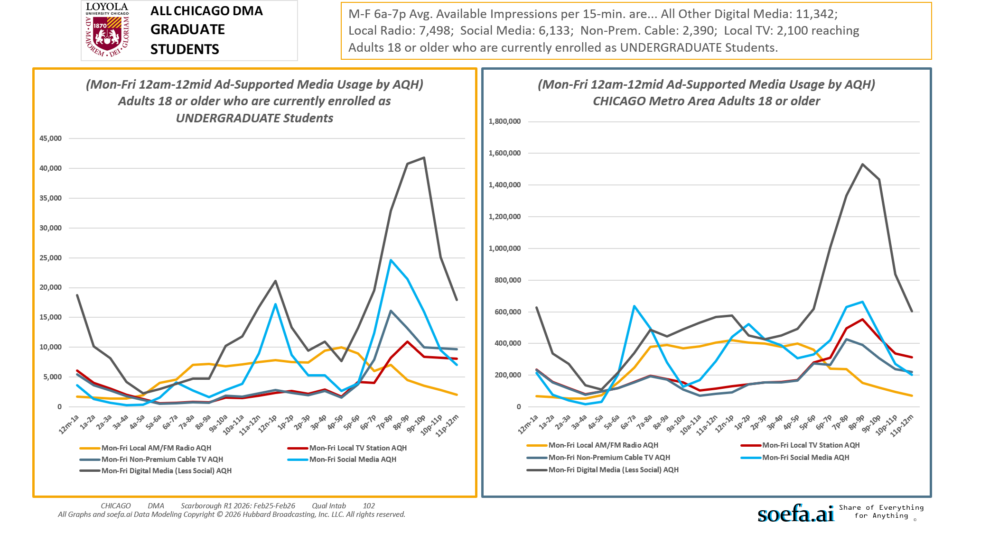 LOYOLA
UNIVERSITY CHICAGO
1870
AD • MAJOREM • DEI • GLORIAM
ALL CHICAGO DMA
GRADUATE
STUDENTS
M-F 6a-7p Avg. Available Impressions per 15-min. are... All Other Digital Media: 11,342;
Local Radio: 7,498; Social Media: 6,133; Non-Prem. Cable: 2,390; Local TV: 2,100 reaching
Adults 18 or older who are currently enrolled as UNDERGRADUATE Students.
(Mon-Fri 12am-12mid Ad-Supported Media Usage by AQH)
Adults 18 or older who are currently enrolled as
UNDERGRADUATE Students
45,000
40,000
35,000
30,000
25,000
20,000
15,000
10,000
5,000
0
12m-1a 1a-2a 2a-3a 3a-4a 4a-5a 5a-6a 6a-7a 7a-8a 8a-9a 9a-10a 10a-11a 11a-12n 12n-1p 1p-2p 2p-3p 3p-4p 4p-5p 5p-6p 6p-7p 7p-8p 8p-9p 9p-10p 10p-11p 11p-12m
Mon-Fri Local AM/FM Radio AQH Mon-Fri Local TV Station AQH
Mon-Fri Non-Premium Cable TV AQH Mon-Fri Social Media AQH
Mon-Fri Digital Media (Less Social) AQH
(Mon-Fri 12am-12mid Ad-Supported Media Usage by AQH)
CHICAGO Metro Area Adults 18 or older
1,800,000
1,600,000
1,400,000
1,200,000
1,000,000
800,000
600,000
400,000
200,000
0
12m-1a 1a-2a 2a-3a 3a-4a 4a-5a 5a-6a 6a-7a 7a-8a 8a-9a 9a-10a 10a-11a 11a-12n 12n-1p 1p-2p 2p-3p 3p-4p 4p-5p 5p-6p 6p-7p 7p-8p 8p-9p 9p-10p 10p-11p 11p-12m
Mon-Fri Local AM/FM Radio AQH Mon-Fri Local TV Station AQH
Mon-Fri Non-Premium Cable TV AQH Mon-Fri Social Media AQH
Mon-Fri Digital Media (Less Social) AQH
CHICAGO DMA Scarborough R1 2026: Feb25-Feb26 Qual Intab 102
All Graphs and soefa.ai Data Modeling Copyright © 2026 Hubbard Broadcasting, Inc. LLC. All rights reserved.
soefa.ai
Share of Everything
for Anything ©